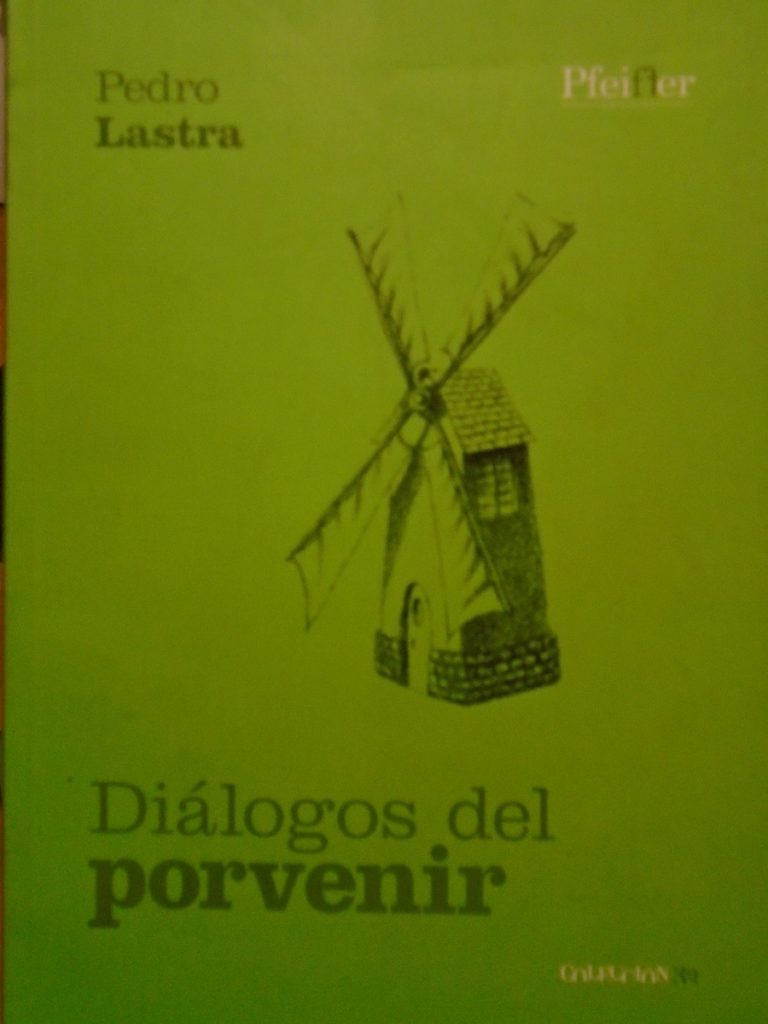 Pedro
Lastra
Pfeiffer
Diálogos del
porvenir